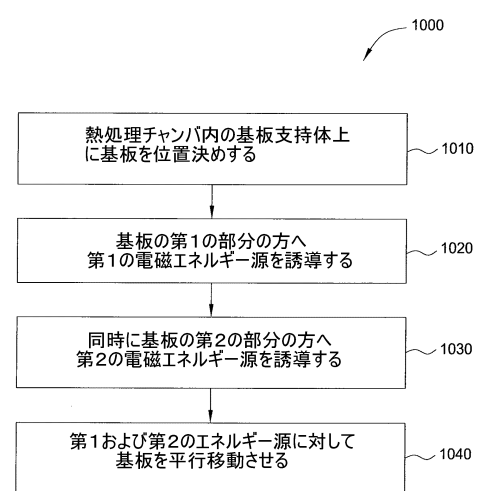 1000
熱処理チャンバ内の基板支持体上
に基板を位置決めする
1010
基板の第1の部分の方へ
第1の電磁エネルギー源を誘導する
1020
同時に基板の第2の部分の方へ
第2の電磁エネルギー源を誘導する
1030
第1および第2のエネルギー源に対して
基板を平行移動させる
1040